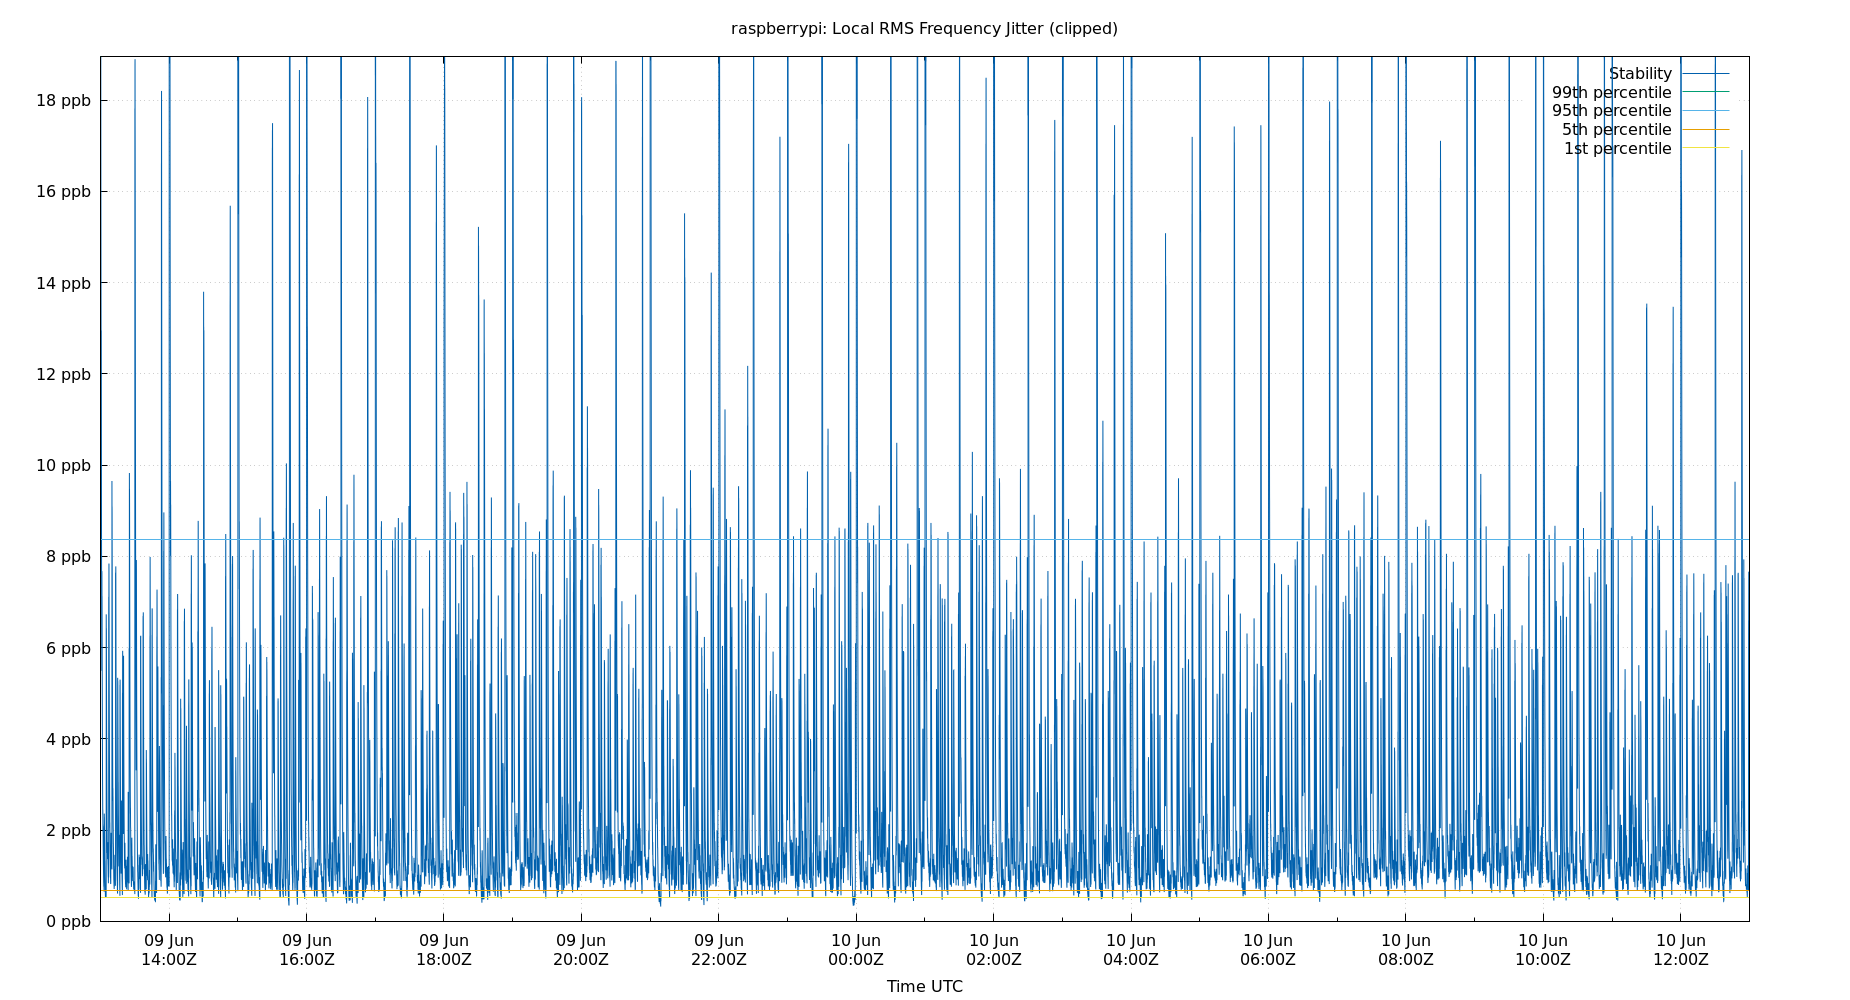 raspberrypi: Local RMS Frequency Jitter (clipped)
Stability
99th percentile
95th percentile
5th percentile
1st percentile
18 ppb
16 ppb
14 ppb
12 ppb
10 ppb
8 ppb
6 ppb
4 ppb
2 ppb
0 ppb
09 Jun 09 Jun 09 Jun 09 Jun 09 Jun 10 Jun 10 Jun 10 Jun 10 Jun 10 Jun 10 Jun 10 Jun
14:00Z 16:00Z 18:00Z 20:00Z 22:00Z 00:00Z 02:00Z 04:00Z 06:00Z 08:00Z 10:00Z 12:00Z
Time UTC